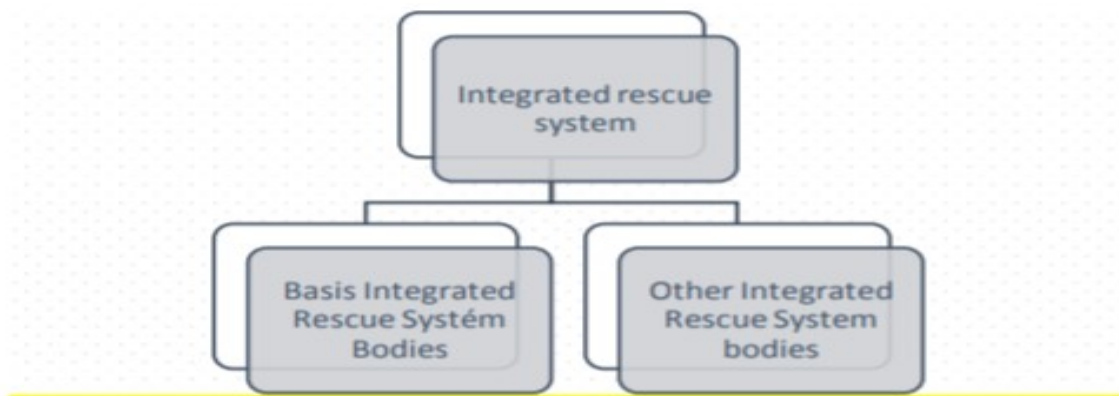 Integrated rescue
system
Basis Integrated
Rescue Systém
Bodies
Other Integrated
Rescue System
bodies